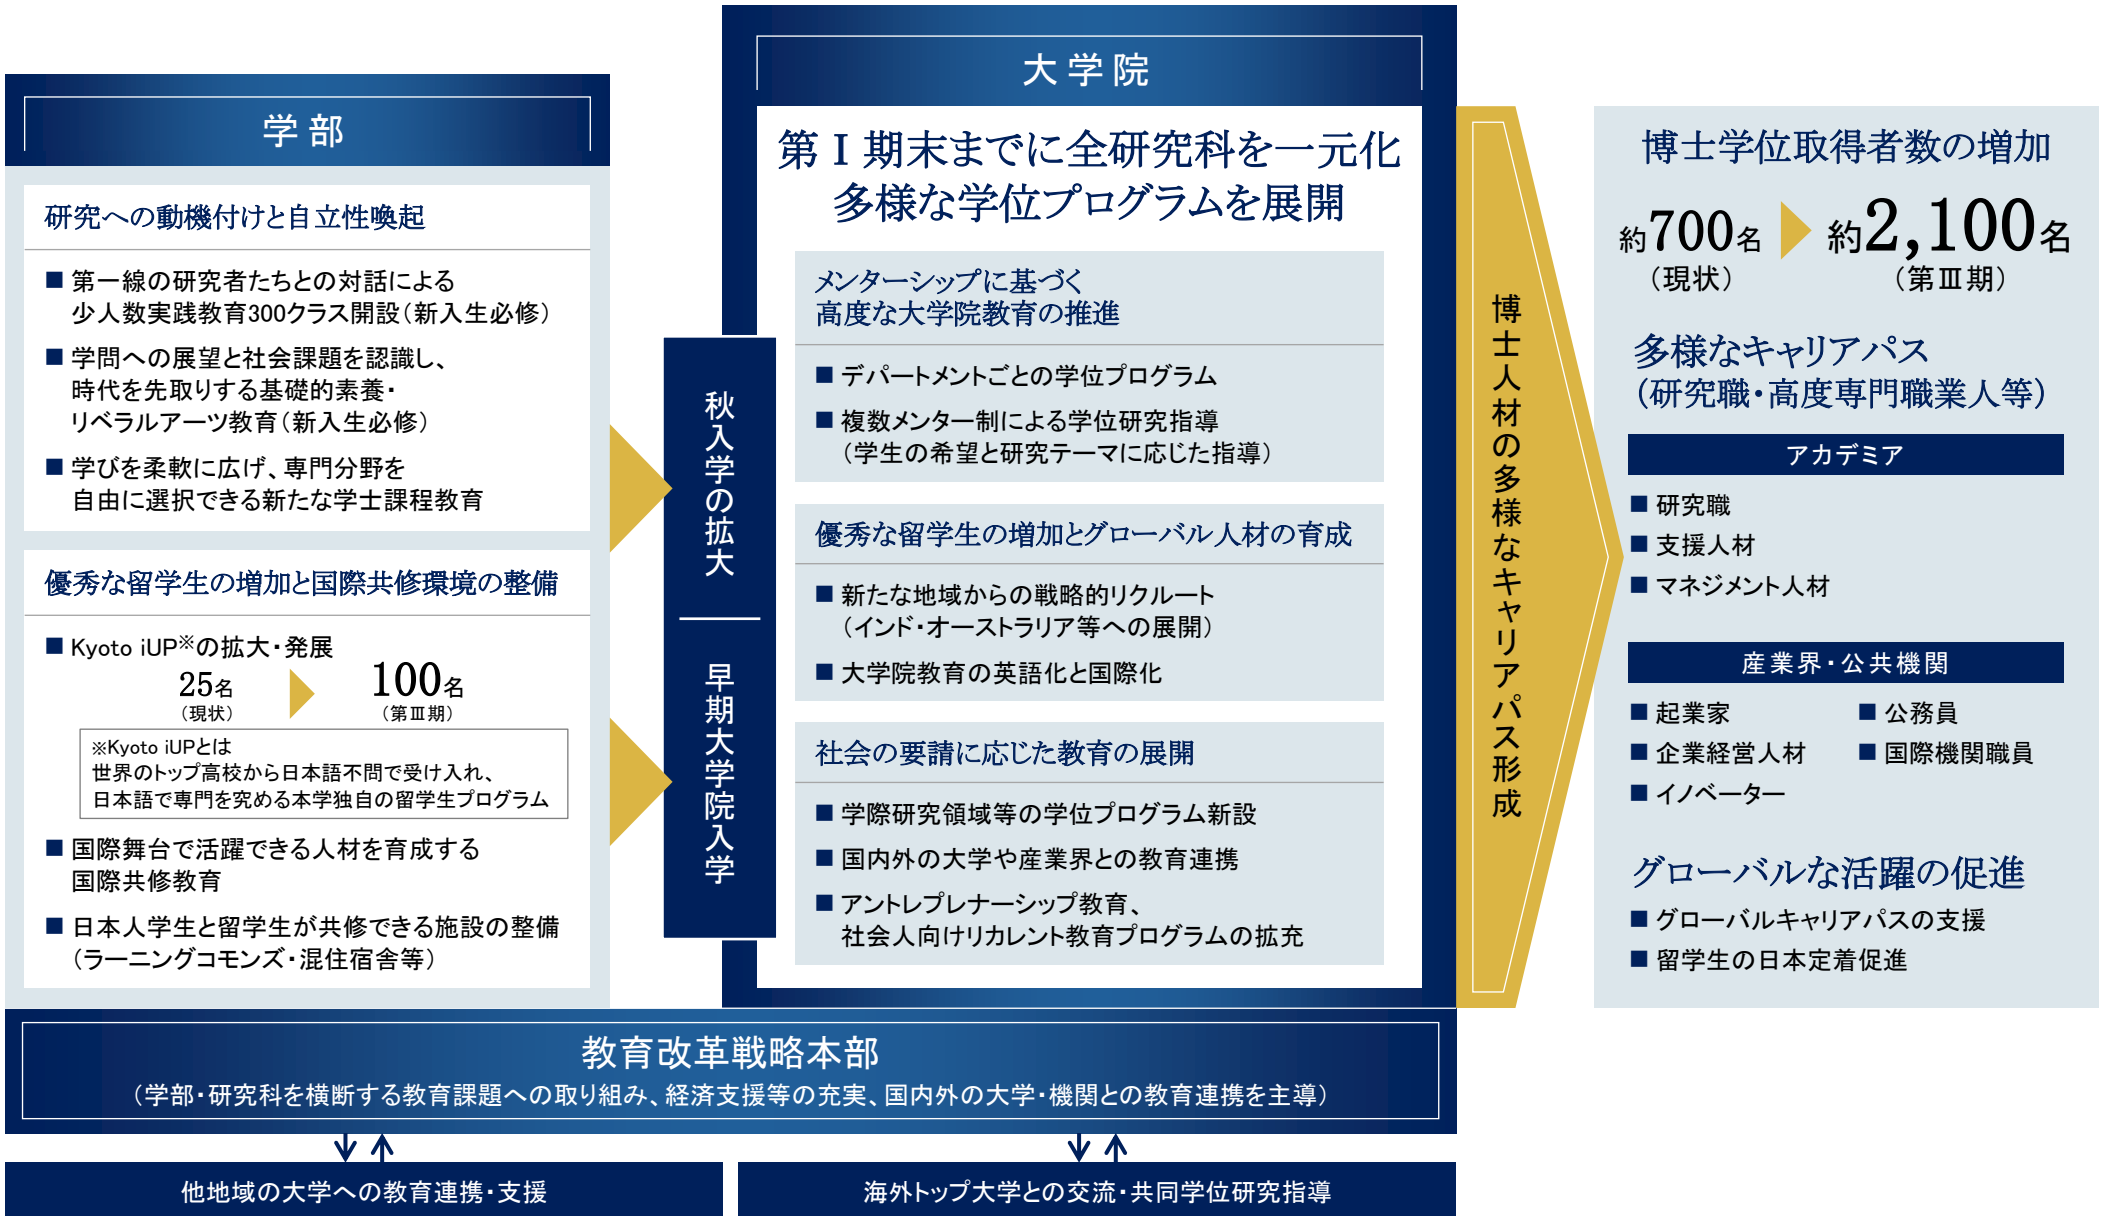 学部
研究への動機付けと自立性喚起
■ 第一線の研究者たちとの対話による
少人数実践教育300クラス開設（新入生必修）
■ 学問への展望と社会課題を認識し、
時代を先取りする基礎的素養・
リベラルアーツ教育（新入生必修）
■ 学びを柔軟に広げ、専門分野を
自由に選択できる新たな学士課程教育
優秀な留学生の増加と国際共修環境の整備
■ Kyoto iUP※の拡大・発展
25名 100名
（現状） （第Ⅲ期）
※Kyoto iUPとは
世界のトップ高校から日本語不問で受け入れ、
日本語で専門を究める本学独自の留学生プログラム
■ 国際舞台で活躍できる人材を育成する
国際共修教育
■ 日本人学生と留学生が共修できる施設の整備
（ラーニングコモンズ・混住宿舎等）
秋入学の拡大
早期大学院入学
大学院
第Ⅰ期末までに全研究科を一元化
多様な学位プログラムを展開
メンターシップに基づく
高度な大学院教育の推進
■ デパートメントごとの学位プログラム
■ 複数メンター制による学位研究指導
（学生の希望と研究テーマに応じた指導）
優秀な留学生の増加とグローバル人材の育成
■ 新たな地域からの戦略的リクルート
（インド・オーストラリア等への展開）
■ 大学院教育の英語化と国際化
社会の要請に応じた教育の展開
■ 学際研究領域等の学位プログラム新設
■ 国内外の大学や産業界との教育連携
■ アントレプレナーシップ教育、
社会人向けリカレント教育プログラムの拡充
博士人材の多様なキャリアパス形成
博士学位取得者数の増加
約700名 約2,100名
（現状） （第Ⅲ期）
多様なキャリアパス
（研究職・高度専門職業人等）
アカデミア
■ 研究職
■ 支援人材
■ マネジメント人材
産業界・公共機関
■ 起業家 ■ 公務員
■ 企業経営人材 ■ 国際機関職員
■ イノベーター
グローバルな活躍の促進
■ グローバルキャリアパスの支援
■ 留学生の日本定着促進
教育改革戦略本部
（学部・研究科を横断する教育課題への取り組み、経済支援等の充実、国内外の大学・機関との教育連携を主導）
他地域の大学への教育連携・支援
海外トップ大学との交流・共同学位研究指導